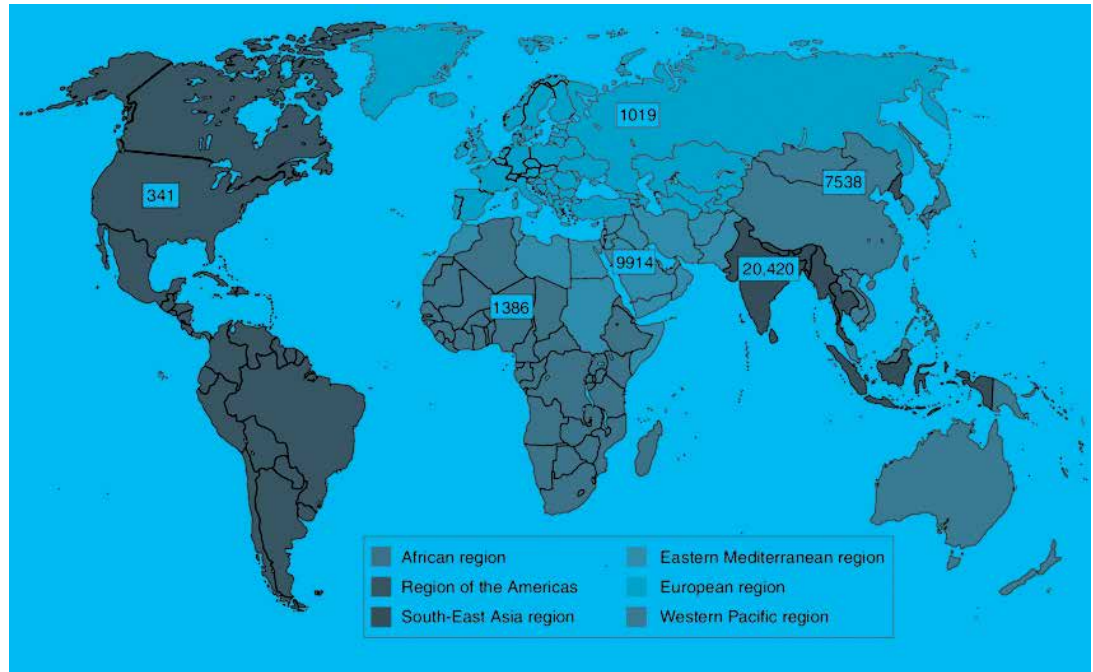 1019
7538
341
9914
20,420
1386
African region
Region of the Americas
South-East Asia region
Eastern Mediterranean region
European region
Western Pacific region